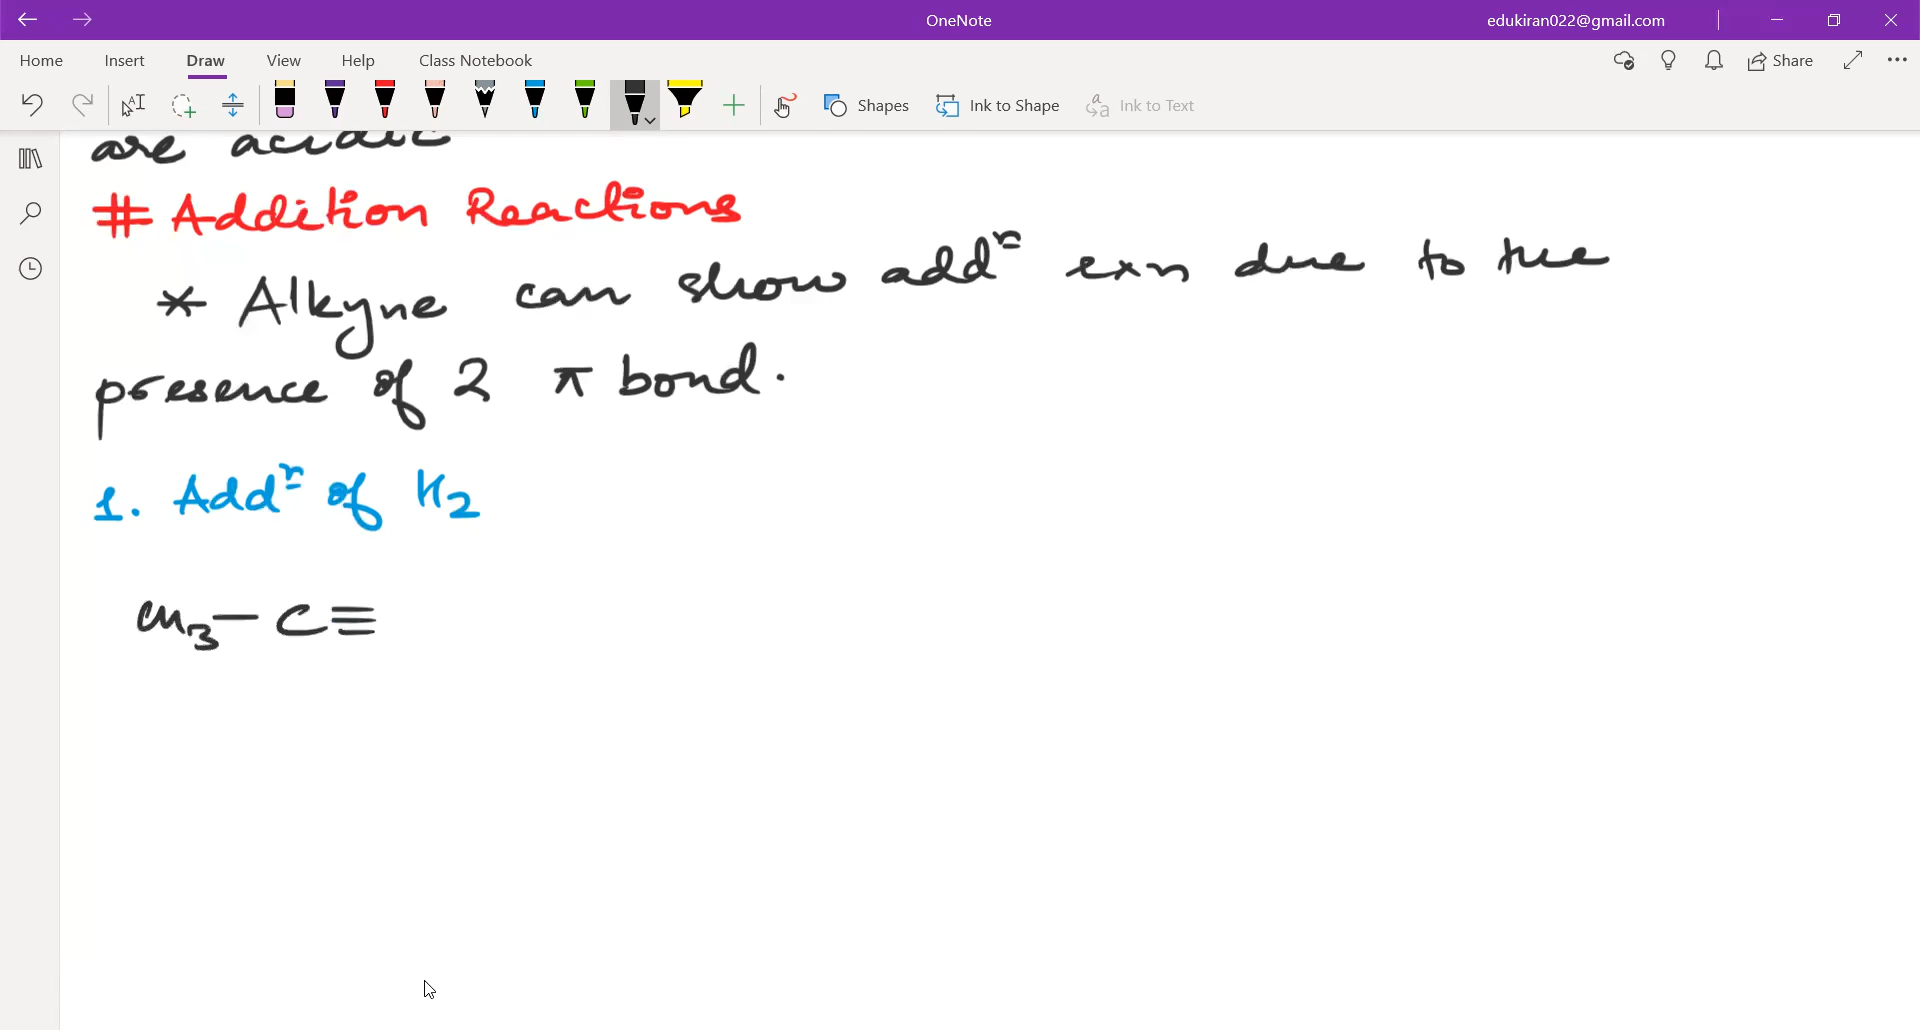 OneNote
edukiran022@gmail.com
Home Insert Draw View Help Class Notebook
Share
Shapes Ink to Shape Ink to Text
are acidic
# Addition Reactions
* Alkyne can show addⁿ rxn due to the
presence of 2 π bond.
1. Addⁿ of H₂
CH₃ – C ≡